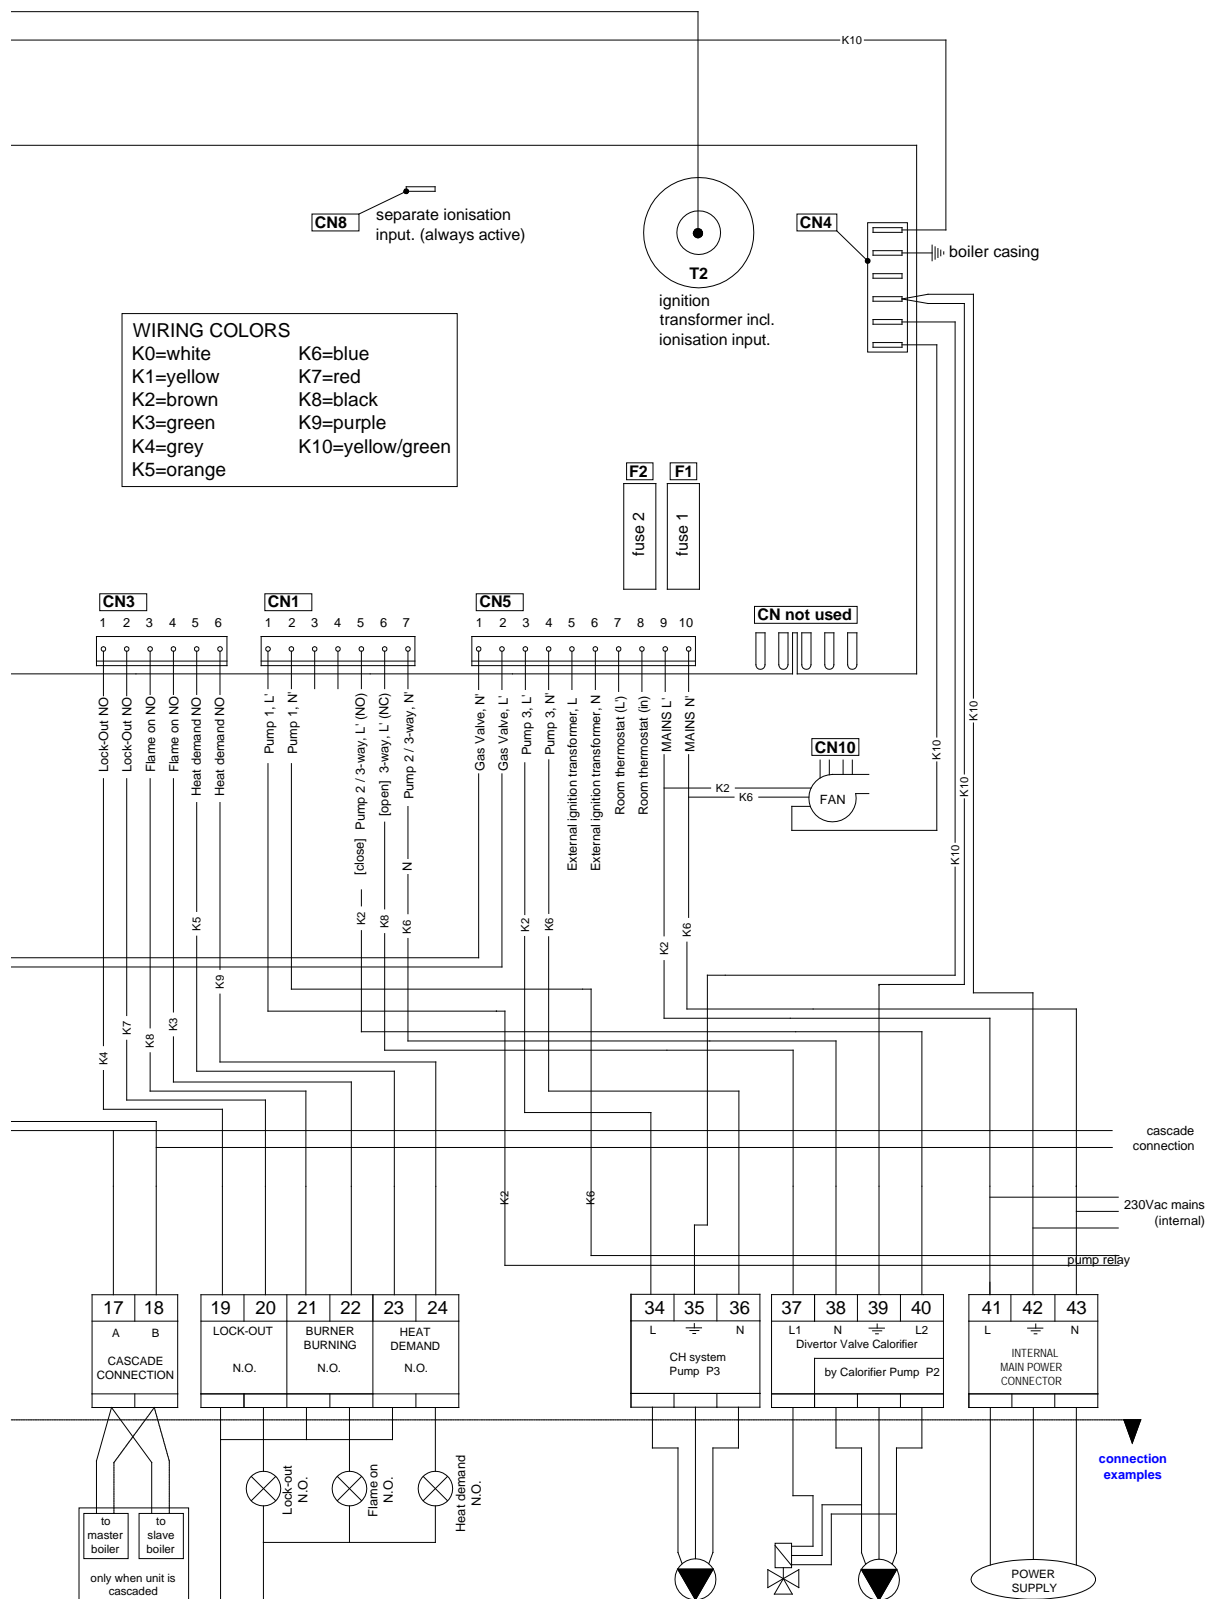 K10
CN8
separate ionisation
input. (always active)
CN4
boiler casing
T2
ignition
transformer incl.
ionisation input.
WIRING COLORS
K0=white
K6=blue
K1=yellow
K7=red
K2=brown
K8=black
K3=green
K9=purple
K4=grey
K10=yellow/green
K5=orange
F2
F1
fuse 2
fuse 1
CN3
1 2 3 4 5 6
CN1
1 2 3 4 5 6 7
CN5
1 2 3 4 5 6 7 8 9 10
CN not used
Lock-Out NO
Lock-Out NO
Flame on NO
Flame on NO
Heat demand NO
Heat demand NO
Pump 1, L'
Pump 1, N'
[close] Pump 2 / 3-way, L' (NO)
[open] 3-way, L' (NC)
N Pump 2 / 3-way, N'
Gas Valve, N'
Gas Valve, L'
Pump 3, L'
Pump 3, N'
External ignition transformer, L
External ignition transformer, N
Room thermostat (L')
Room thermostat (in)
MAINS L'
MAINS N'
CN10
FAN
K2
K6
K10
K10
K10
K10
K4
K7
K8
K3
K5
K9
K2
K8
K6
K2
K6
K2
K6
K2
K6
cascade
connection
230Vac mains
(internal)
pump relay
17 18
A B
CASCADE
CONNECTION
19 20 21 22 23 24
LOCK-OUT
N.O.
BURNER
BURNING
N.O.
HEAT
DEMAND
N.O.
34 35 36
L N
CH system
Pump P3
37 38 39 40
L1 N L2
Divertor Valve Calorifier
by Calorifier Pump P2
41 42 43
L N
INTERNAL
MAIN POWER
CONNECTOR
connection
examples
Lock-out
N.O.
Flame on
N.O.
Heat demand
N.O.
to
master
boiler
to
slave
boiler
only when unit is
cascaded
POWER
SUPPLY